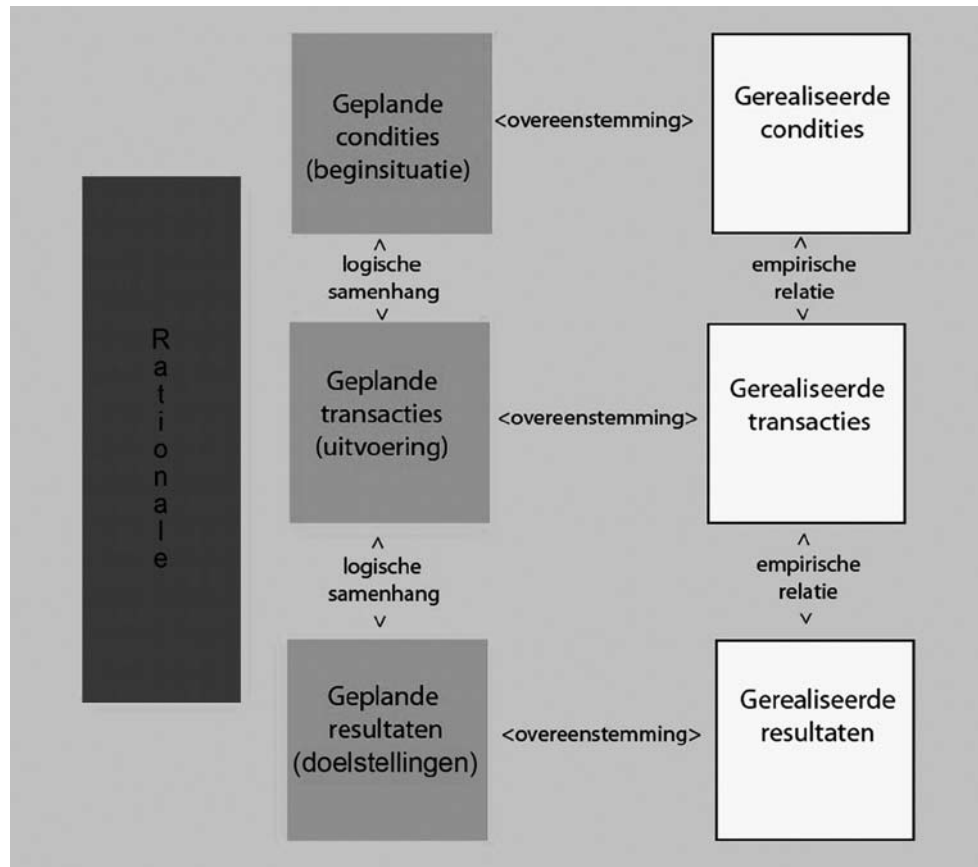 Rationale
Geplande
condities
(beginsituatie)
<overeenstemming>
Gerealiseerde
condities
logische
samenhang
empirische
relatie
Geplande
transacties
(uitvoering)
<overeenstemming>
Gerealiseerde
transacties
logische
samenhang
empirische
relatie
Geplande
resultaten
(doelstellingen)
<overeenstemming>
Gerealiseerde
resultaten